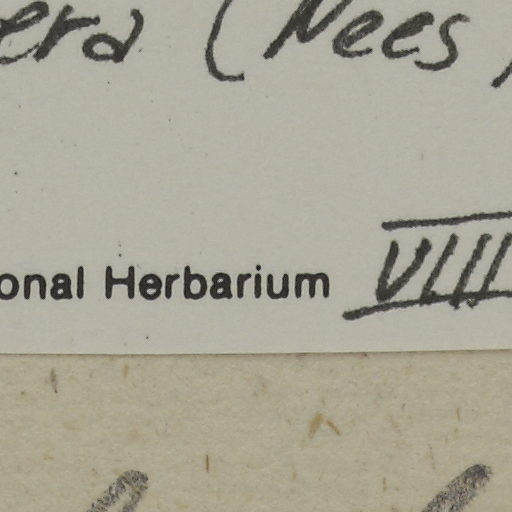 era (Nees
onal Herbarium VIII